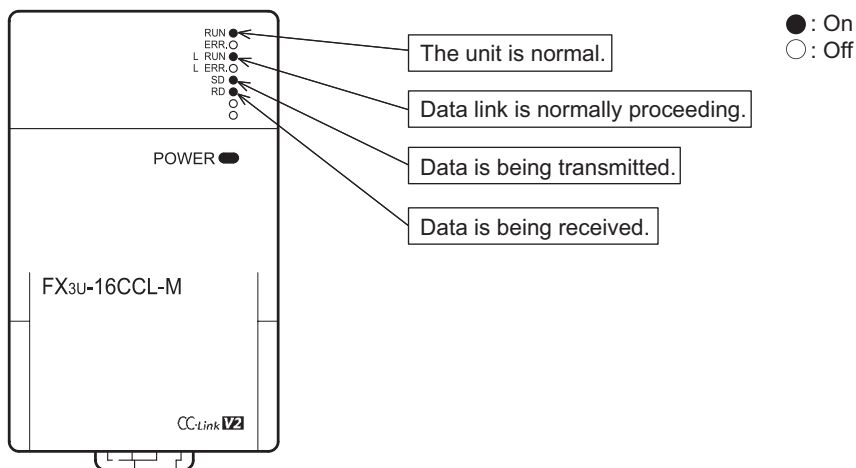 RUN
ERR.
L RUN
L ERR.
SD
RD
The unit is normal.
Data link is normally proceeding.
Data is being transmitted.
Data is being received.
: On
: Off
POWER
FX3U-16CCL-M
CC-Link V2